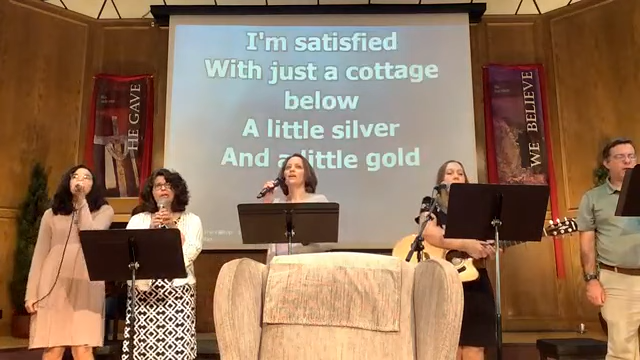 I'm satisfied
With just a cottage
below
A little silver
And a little gold
HE GAVE
WE BELIEVE